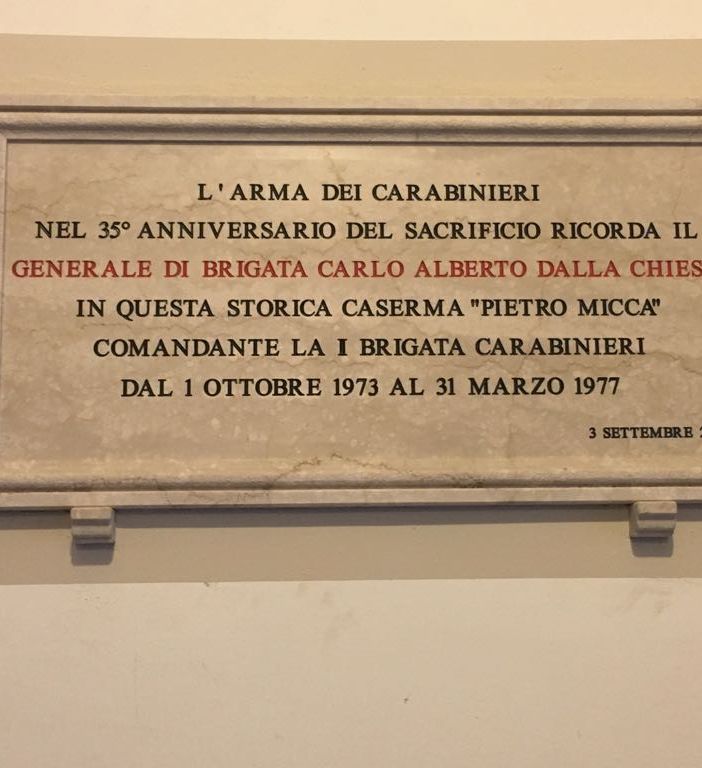 L'ARMA DEI CARABINIERI
NEL 35° ANNIVERSARIO DEL SACRIFICIO RICORDA IL
GENERALE DI BRIGATA CARLO ALBERTO DALLA CHIES
IN QUESTA STORICA CASERMA "PIETRO MICCA"
COMANDANTE LA I BRIGATA CARABINIERI
DAL 1 OTTOBRE 1973 AL 31 MARZO 1977
3 SETTEMBRE